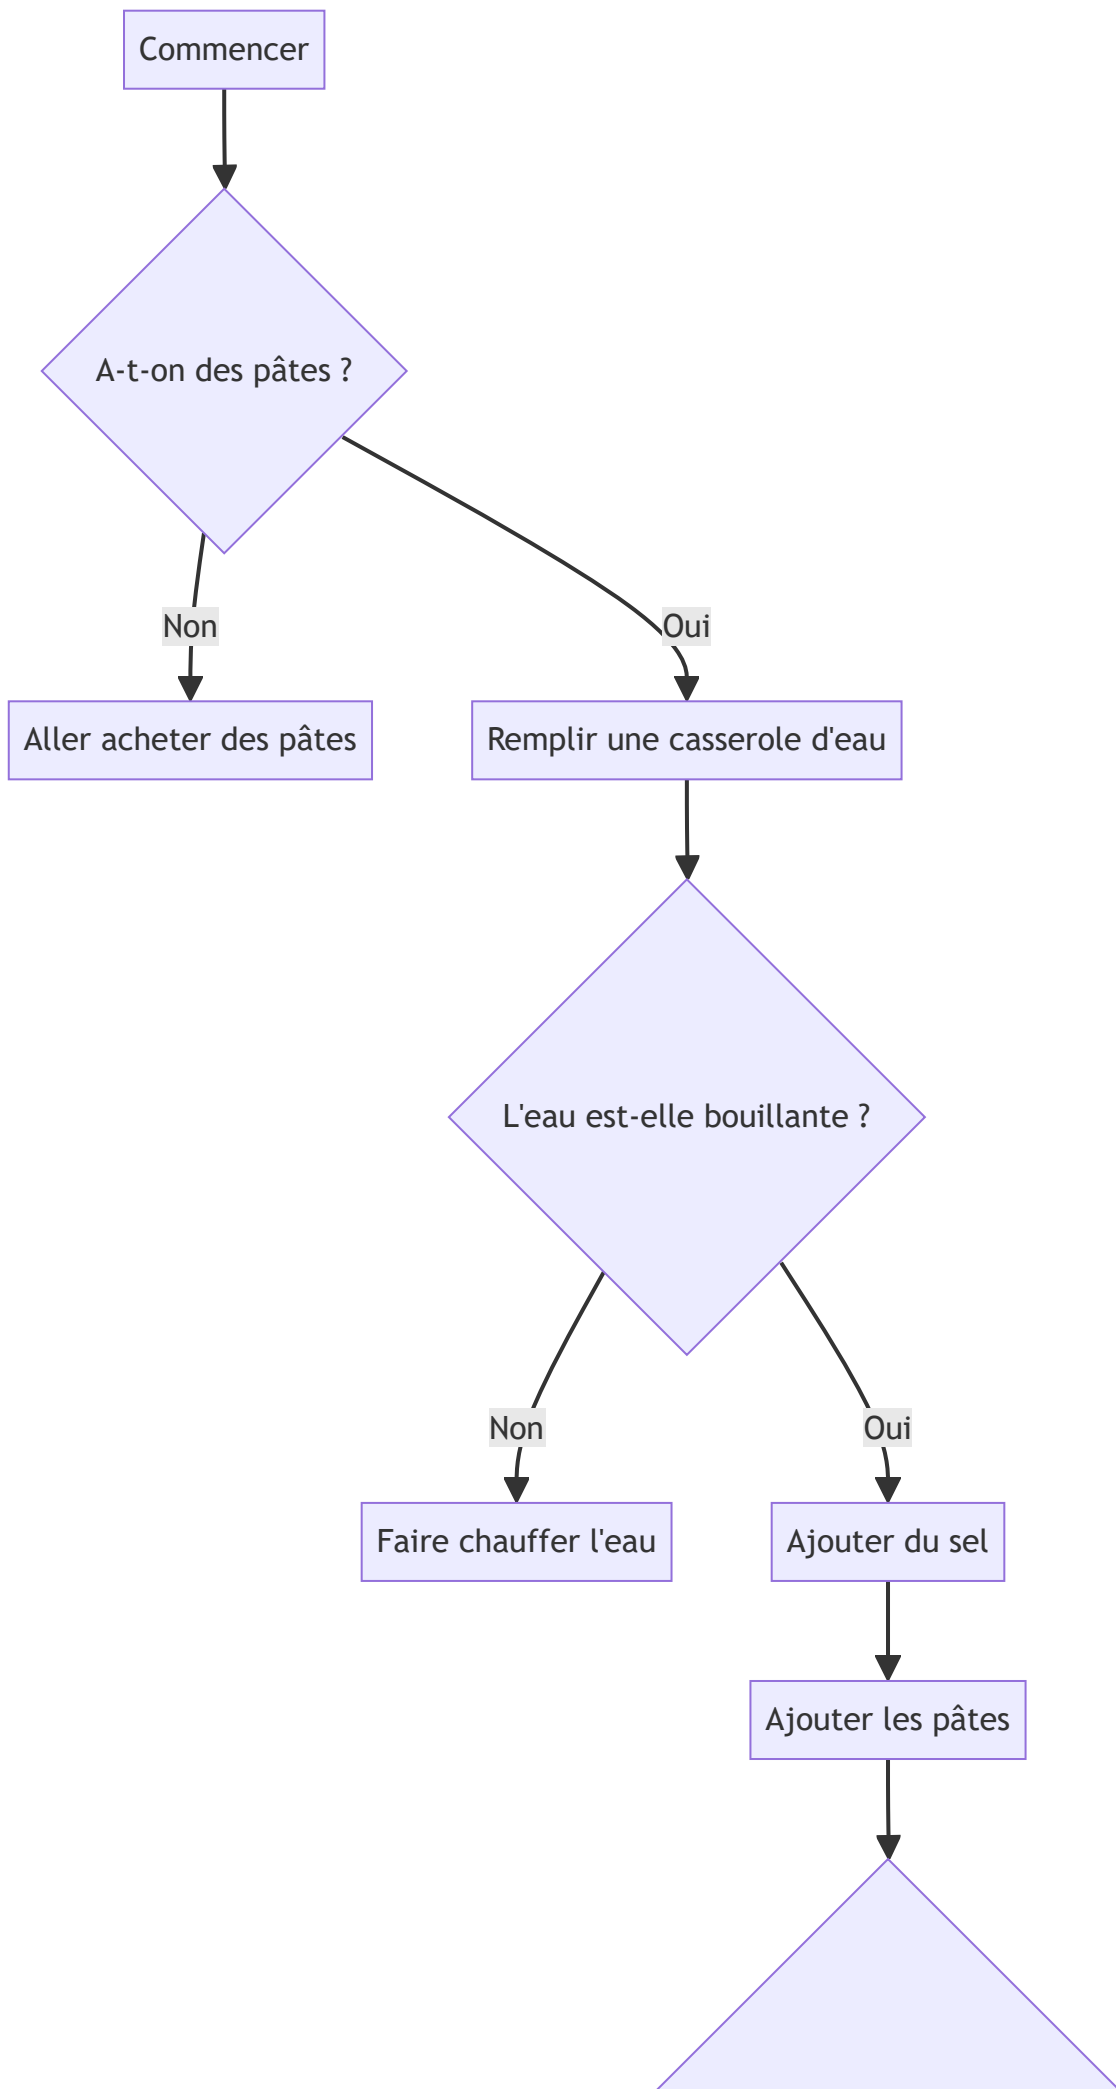 Commencer
A-t-on des pâtes ?
Non
Oui
Aller acheter des pâtes
Remplir une casserole d'eau
L'eau est-elle bouillante ?
Non
Oui
Faire chauffer l'eau
Ajouter du sel
Ajouter les pâtes